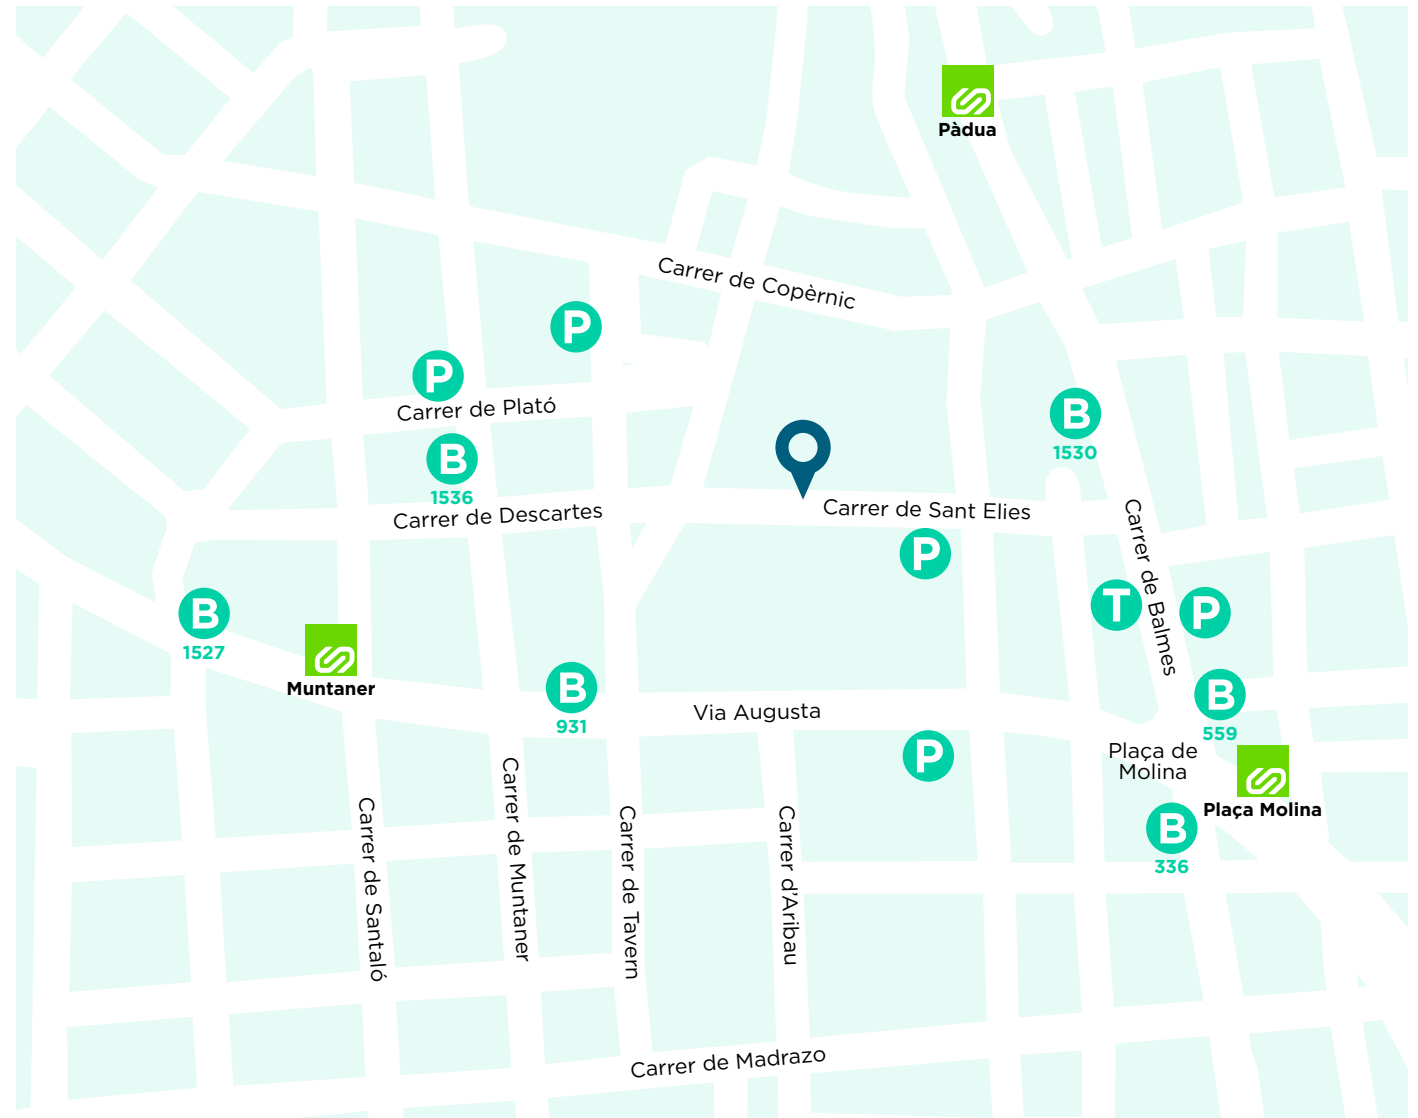 Pàdua
Carrer de Copèrnic
P
P
Carrer de Plató
B
1530
B
1536
Carrer de Descartes
Carrer de Sant Elies
P
Carrer de Balmes
T
P
B
1527
Muntaner
B
931
Via Augusta
B
559
P
Plaça de
Molina
Plaça Molina
B
336
Carrer de Santaló
Carrer de Muntaner
Carrer de Tavern
Carrer d'Aribau
Carrer de Madrazo